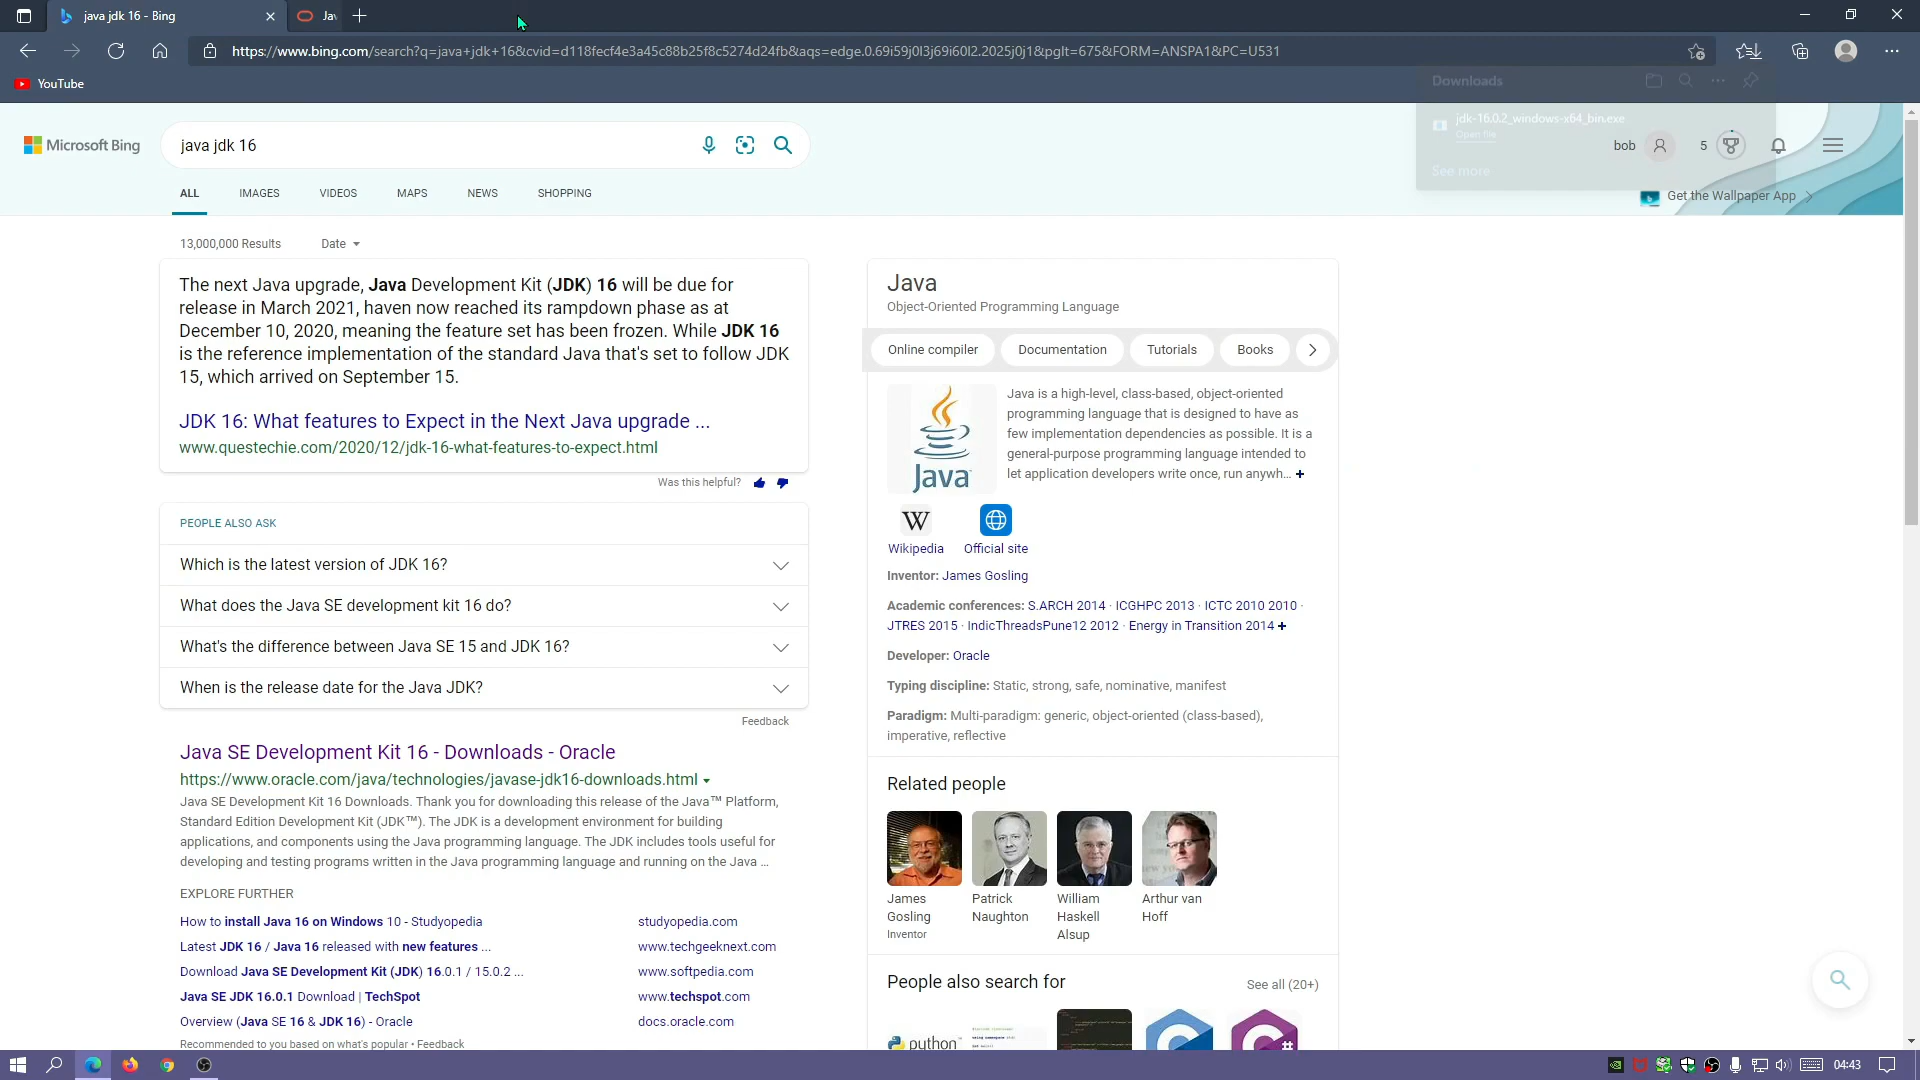 java jdk 16 - Bing
Jav
https://www.bing.com/search?q=java+jdk+16&cvid=d118fecf4e3a45c88b25f8c5274d24fb&aqs=edge.0.69i59j0l3j69i60l2.2025j0j1&pglt=675&FORM=ANSPA1&PC=U531
YouTube
Downloads
jdk-16.0.2_windows-x64_bin.exe
Open file
See more
Microsoft Bing
java jdk 16
bob
5
ALL
IMAGES
VIDEOS
MAPS
NEWS
SHOPPING
Get the Wallpaper App
13,000,000 Results
Date
The next Java upgrade, Java Development Kit (JDK) 16 will be due for
release in March 2021, haven now reached its rampdown phase as at
December 10, 2020, meaning the feature set has been frozen. While JDK 16
is the reference implementation of the standard Java that's set to follow JDK
15, which arrived on September 15.
JDK 16: What features to Expect in the Next Java upgrade ...
www.questechie.com/2020/12/jdk-16-what-features-to-expect.html
Was this helpful?
PEOPLE ALSO ASK
Which is the latest version of JDK 16?
What does the Java SE development kit 16 do?
What's the difference between Java SE 15 and JDK 16?
When is the release date for the Java JDK?
Feedback
Java SE Development Kit 16 - Downloads - Oracle
https://www.oracle.com/java/technologies/javase-jdk16-downloads.html
Java SE Development Kit 16 Downloads. Thank you for downloading this release of the Java™ Platform,
Standard Edition Development Kit (JDK™). The JDK is a development environment for building
applications, and components using the Java programming language. The JDK includes tools useful for
developing and testing programs written in the Java programming language and running on the Java ...
EXPLORE FURTHER
How to install Java 16 on Windows 10 - Studyopedia
studyopedia.com
Latest JDK 16 / Java 16 released with new features ...
www.techgeeknext.com
Download Java SE Development Kit (JDK) 16.0.1 / 15.0.2 ...
www.softpedia.com
Java SE JDK 16.0.1 Download | TechSpot
www.techspot.com
Overview (Java SE 16 & JDK 16) - Oracle
docs.oracle.com
Recommended to you based on what's popular • Feedback
Java
Object-Oriented Programming Language
Online compiler
Documentation
Tutorials
Books
Java
Java is a high-level, class-based, object-oriented
programming language that is designed to have as
few implementation dependencies as possible. It is a
general-purpose programming language intended to
let application developers write once, run anywh... +
W
Wikipedia
Official site
Inventor: James Gosling
Academic conferences: S.ARCH 2014 · ICGHPC 2013 · ICTC 2010 2010 ·
JTRES 2015 · IndicThreadsPune12 2012 · Energy in Transition 2014 +
Developer: Oracle
Typing discipline: Static, strong, safe, nominative, manifest
Paradigm: Multi-paradigm: generic, object-oriented (class-based),
imperative, reflective
Related people
James
Gosling
Inventor
Patrick
Naughton
William
Haskell
Alsup
Arthur van
Hoff
People also search for
See all (20+)
python
04:43